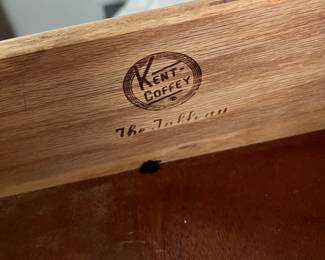 KENT-
COFFEY
The Tableau